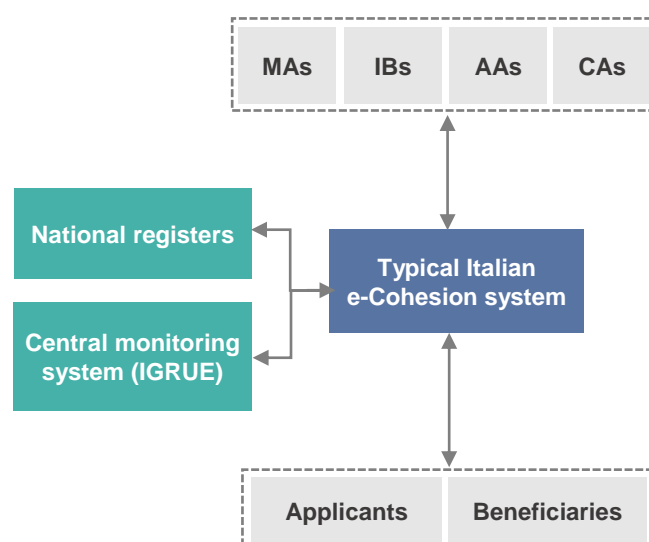 MAs IBs AAs CAs
National registers
Typical Italian
e-Cohesion system
Central monitoring
system (IGRUE)
Applicants Beneficiaries